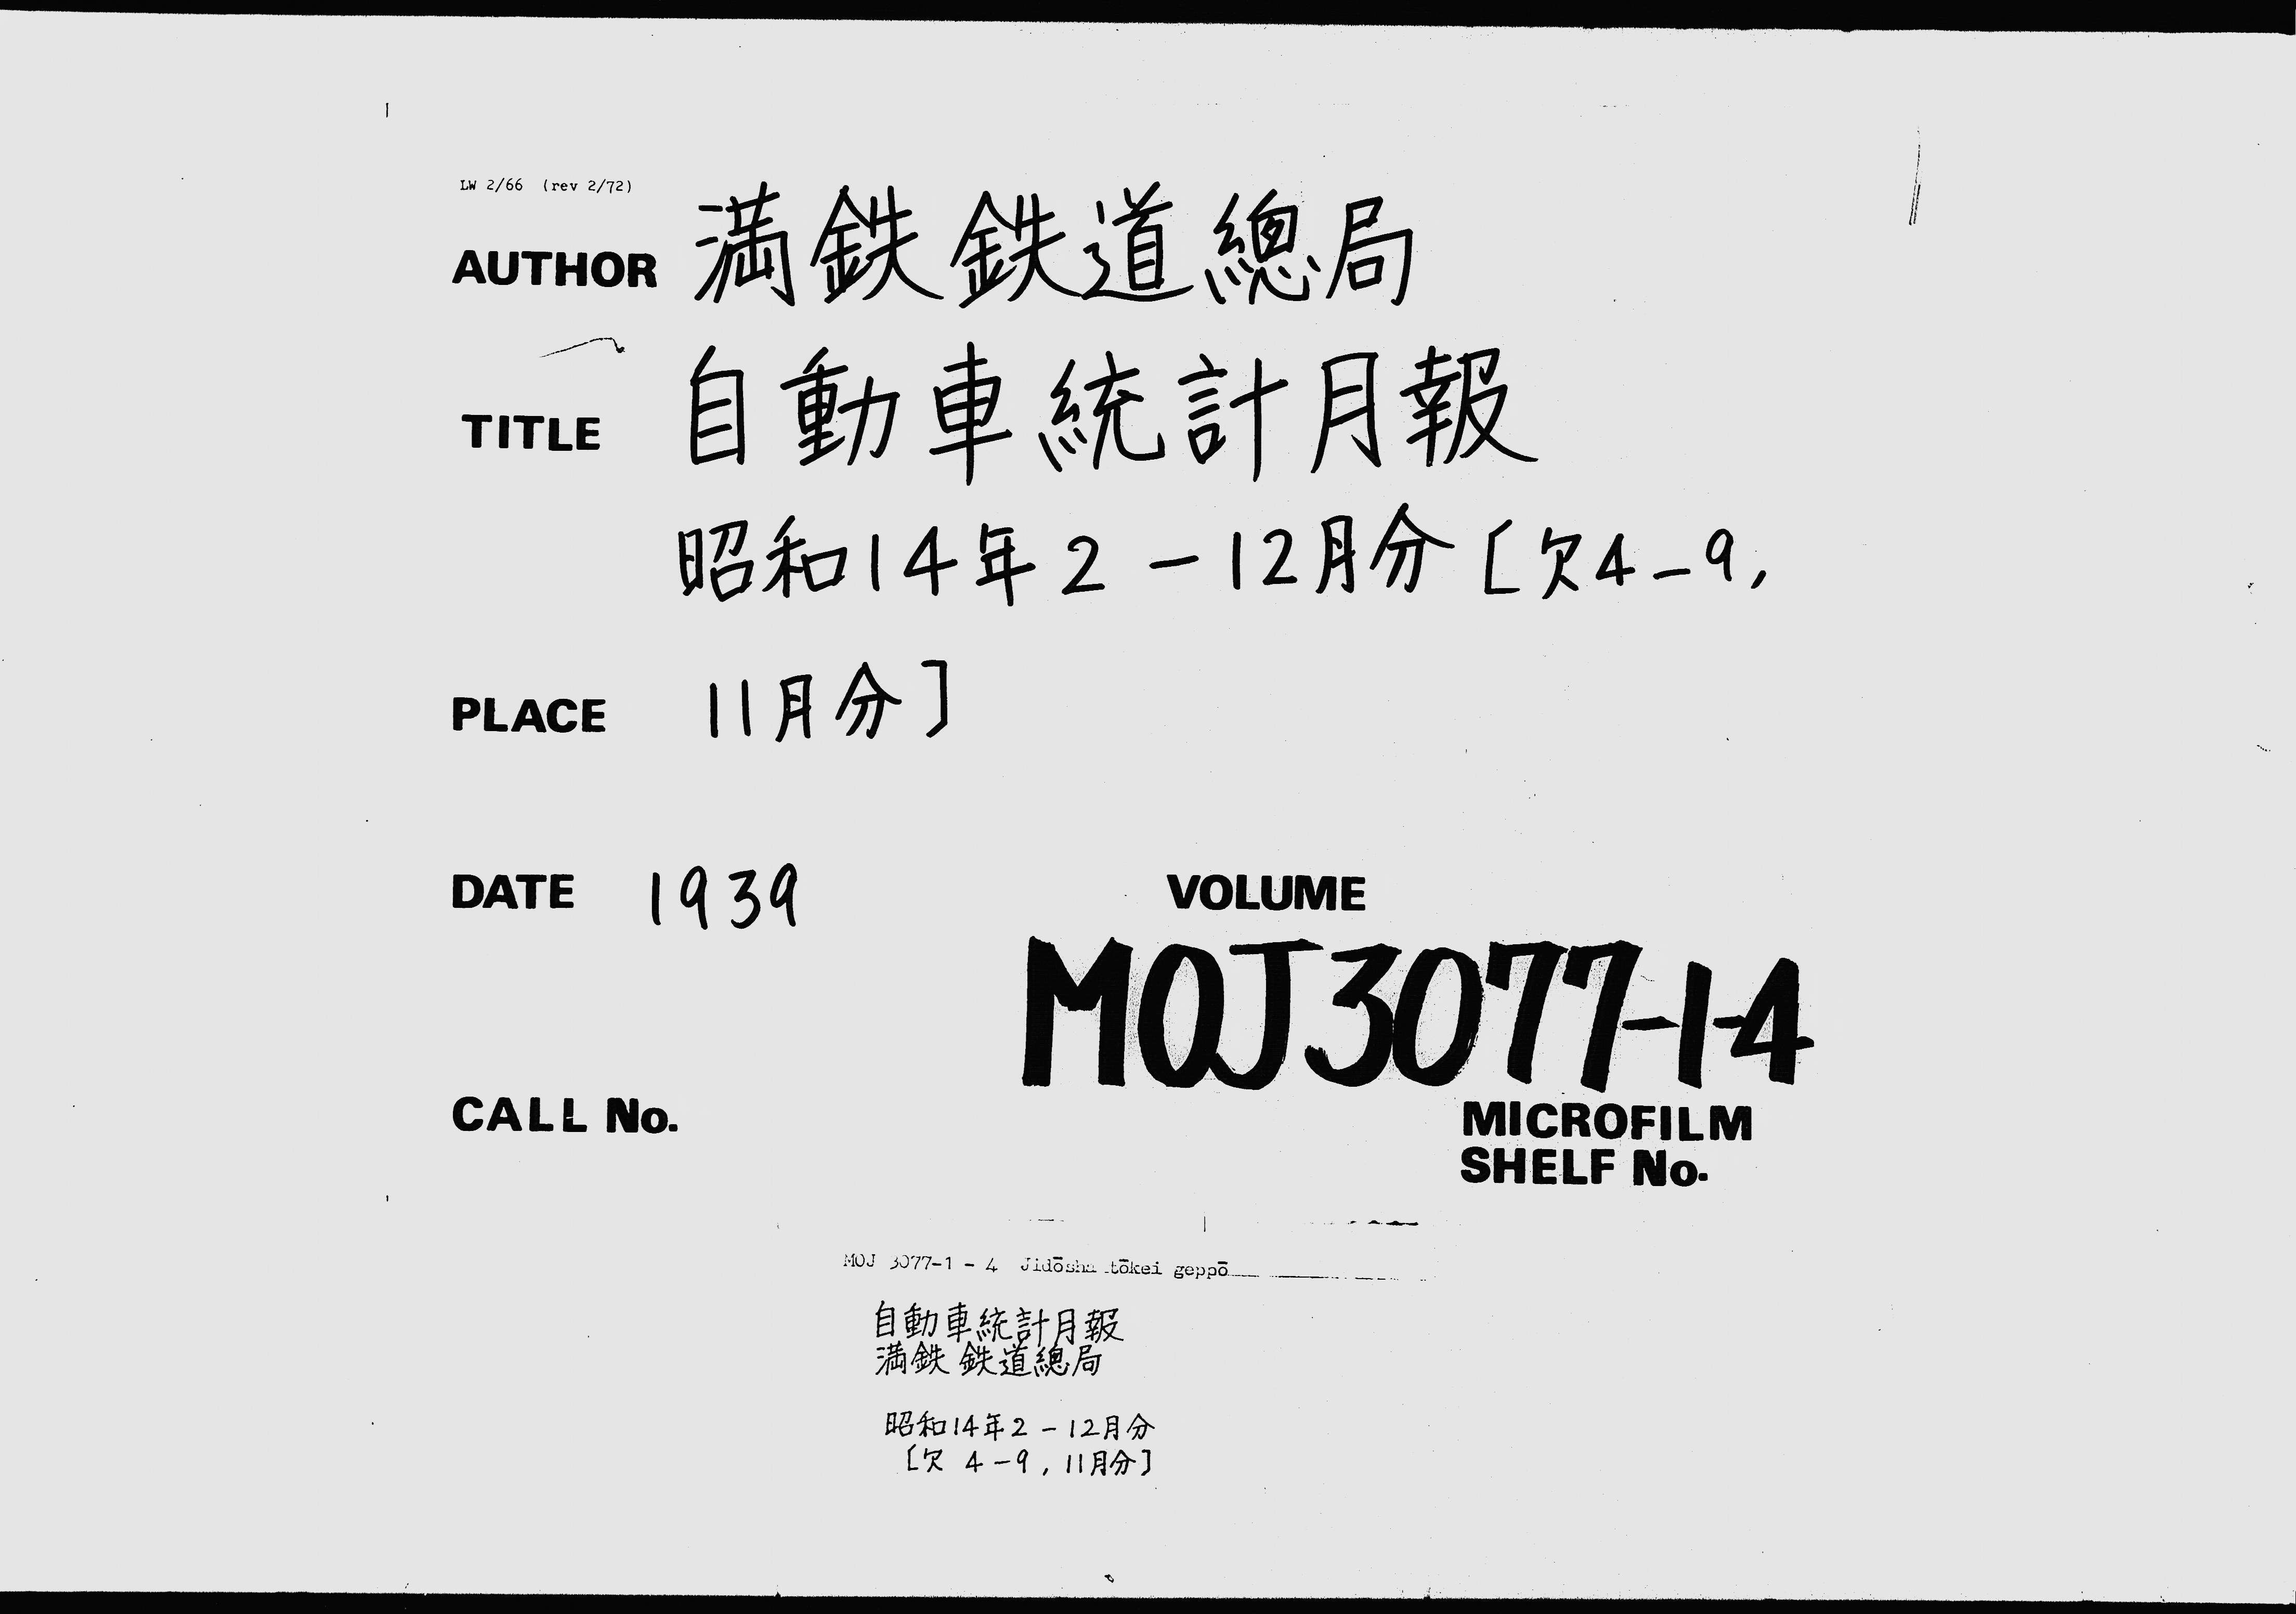 LW 2/66 (rev 2/72)
AUTHOR 満鉄鉄道總局
TITLE 自動車統計月報
昭和14年2-12月分[欠4-9,
PLACE 11月分]
DATE 1939
VOLUME
MOJ3077-1-4
CALL No.
MICROFILM
SHELF No.
MOJ 3077-1 - 4 Jidōsha tōkei geppō
自動車統計月報
満鉄 鉄道總局
昭和14年2-12月分
[欠 4-9, 11月分]